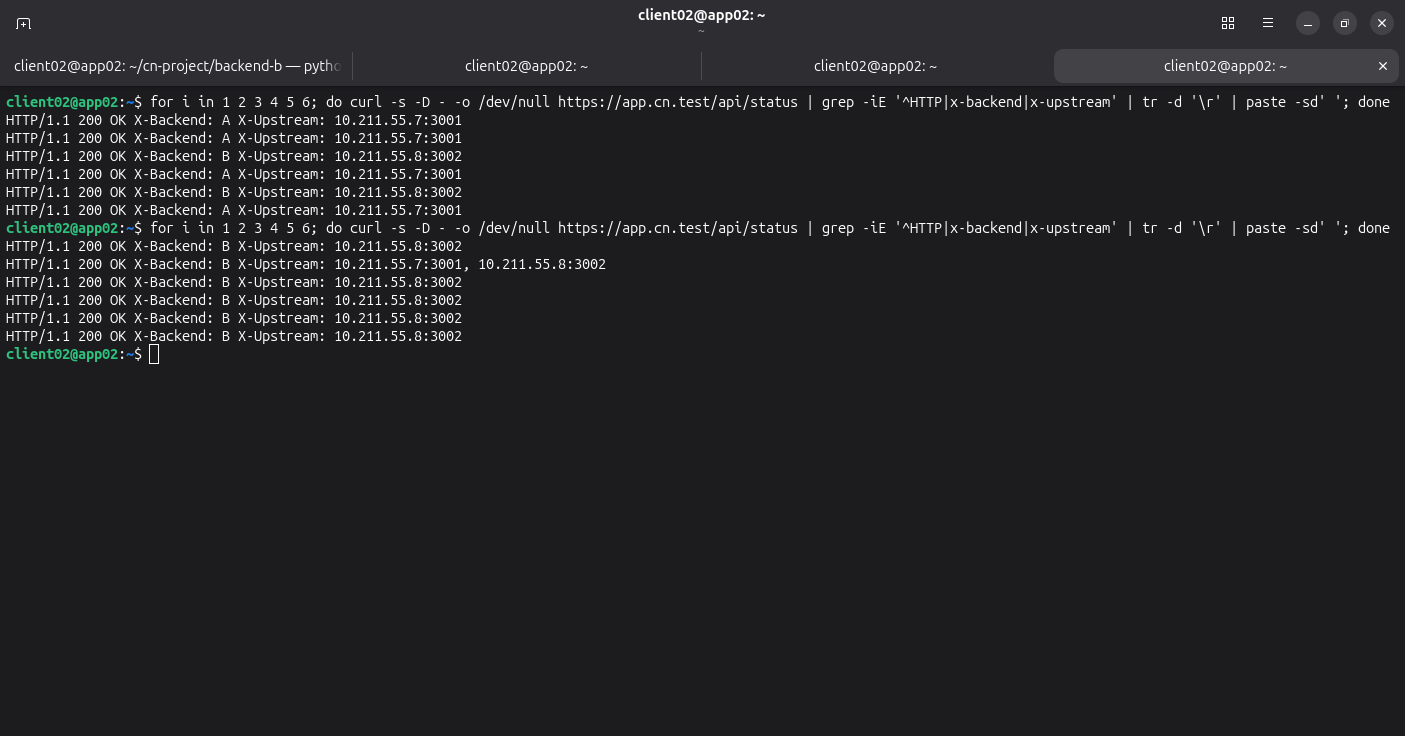 client02@app02: ~
~
client02@app02: ~/cn-project/backend-b — pytho
client02@app02: ~
client02@app02: ~
client02@app02: ~
client02@app02:~$ for i in 1 2 3 4 5 6; do curl -s -D - -o /dev/null https://app.cn.test/api/status | grep -iE '^HTTP|x-backend|x-upstream' | tr -d '\r' | paste -sd' '; done
HTTP/1.1 200 OK X-Backend: A X-Upstream: 10.211.55.7:3001
HTTP/1.1 200 OK X-Backend: A X-Upstream: 10.211.55.7:3001
HTTP/1.1 200 OK X-Backend: B X-Upstream: 10.211.55.8:3002
HTTP/1.1 200 OK X-Backend: A X-Upstream: 10.211.55.7:3001
HTTP/1.1 200 OK X-Backend: B X-Upstream: 10.211.55.8:3002
HTTP/1.1 200 OK X-Backend: A X-Upstream: 10.211.55.7:3001
client02@app02:~$ for i in 1 2 3 4 5 6; do curl -s -D - -o /dev/null https://app.cn.test/api/status | grep -iE '^HTTP|x-backend|x-upstream' | tr -d '\r' | paste -sd' '; done
HTTP/1.1 200 OK X-Backend: B X-Upstream: 10.211.55.8:3002
HTTP/1.1 200 OK X-Backend: B X-Upstream: 10.211.55.7:3001, 10.211.55.8:3002
HTTP/1.1 200 OK X-Backend: B X-Upstream: 10.211.55.8:3002
HTTP/1.1 200 OK X-Backend: B X-Upstream: 10.211.55.8:3002
HTTP/1.1 200 OK X-Backend: B X-Upstream: 10.211.55.8:3002
HTTP/1.1 200 OK X-Backend: B X-Upstream: 10.211.55.8:3002
client02@app02:~$